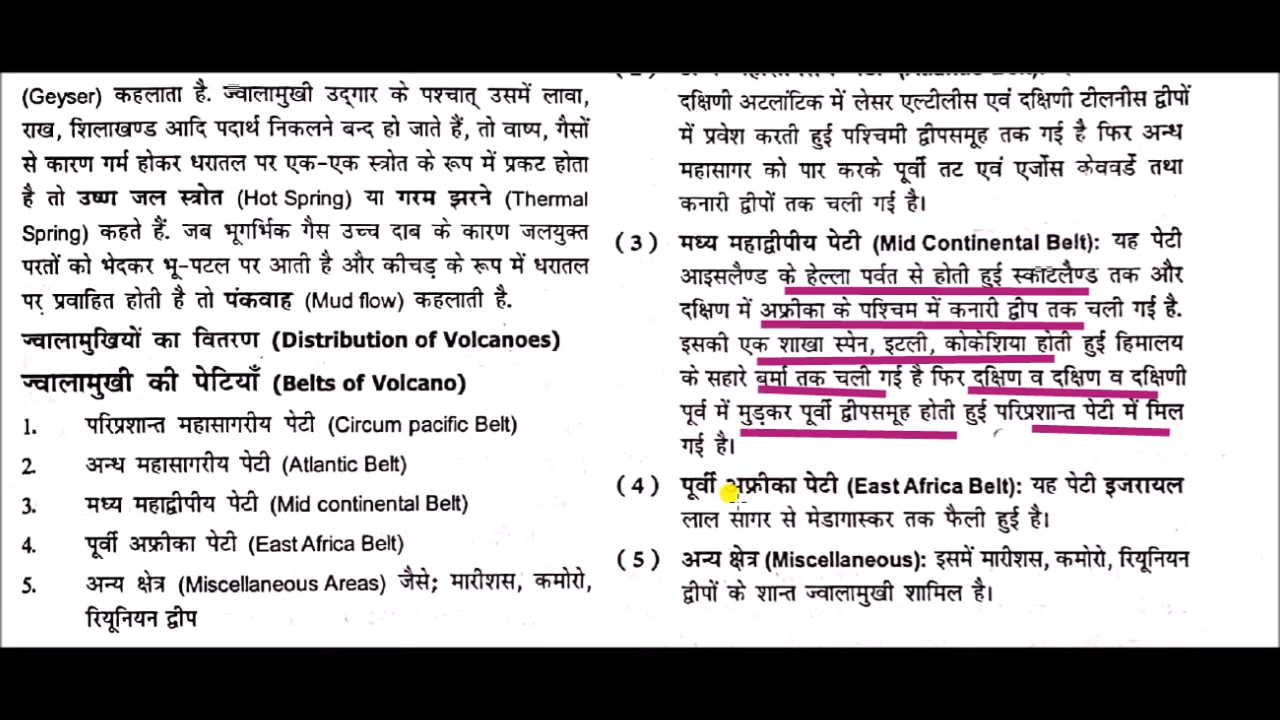 (Geyser) कहलाता है. ज्वालामुखी उद्गार के पश्चात् उसमें लावा,
राख, शिलाखण्ड आदि पदार्थ निकलने बन्द हो जाते हैं, तो वाष्प, गैसों
से कारण गर्म होकर धरातल पर एक-एक स्त्रोत के रूप में प्रकट होता
है तो उष्ण जल स्त्रोत (Hot Spring) या गरम झरने (Thermal
Spring) कहते हैं. जब भूगर्भिक गैस उच्च दाब के कारण जलयुक्त
परतों को भेदकर भू-पटल पर आती है और कीचड़ के रूप में धरातल
पर प्रवाहित होती है तो पंकवाह (Mud flow) कहलाती है.
ज्वालामुखियों का वितरण (Distribution of Volcanoes)
ज्वालामुखी की पेटियाँ (Belts of Volcano)
1. परिप्रशान्त महासागरीय पेटी (Circum pacific Belt)
2. अन्ध महासागरीय पेटी (Atlantic Belt)
3. मध्य महाद्वीपीय पेटी (Mid continental Belt)
4. पूर्वी अफ्रीका पेटी (East Africa Belt)
5. अन्य क्षेत्र (Miscellaneous Areas) जैसे; मारीशस, कमोरो,
रियूनियन द्वीप
दक्षिणी अटलांटिक में लेसर एल्टीलीस एवं दक्षिणी टीलनीस द्वीपों
में प्रवेश करती हुई पश्चिमी द्वीपसमूह तक गई है फिर अन्ध
महासागर को पार करके पूर्वी तट एवं एर्जोस केववर्डे तथा
कनारी द्वीपों तक चली गई है।
(3) मध्य महाद्वीपीय पेटी (Mid Continental Belt): यह पेटी
आइसलैण्ड के हेल्ला पर्वत से होती हुई स्काटलैण्ड तक और
दक्षिण में अफ्रीका के पश्चिम में कनारी द्वीप तक चली गई है.
इसकी एक शाखा स्पेन, इटली, कोकेशिया होती हुई हिमालय
के सहारे बर्मा तक चली गई है फिर दक्षिण व दक्षिण व दक्षिणी
पूर्व में मुड़कर पूर्वी द्वीपसमूह होती हुई परिप्रशान्त पेटी में मिल
गई है।
(4) पूर्वी अफ्रीका पेटी (East Africa Belt): यह पेटी इजरायल
लाल सागर से मेडागास्कर तक फैली हुई है।
(5) अन्य क्षेत्र (Miscellaneous): इसमें मारीशस, कमोरो, रियूनियन
द्वीपों के शान्त ज्वालामुखी शामिल है।